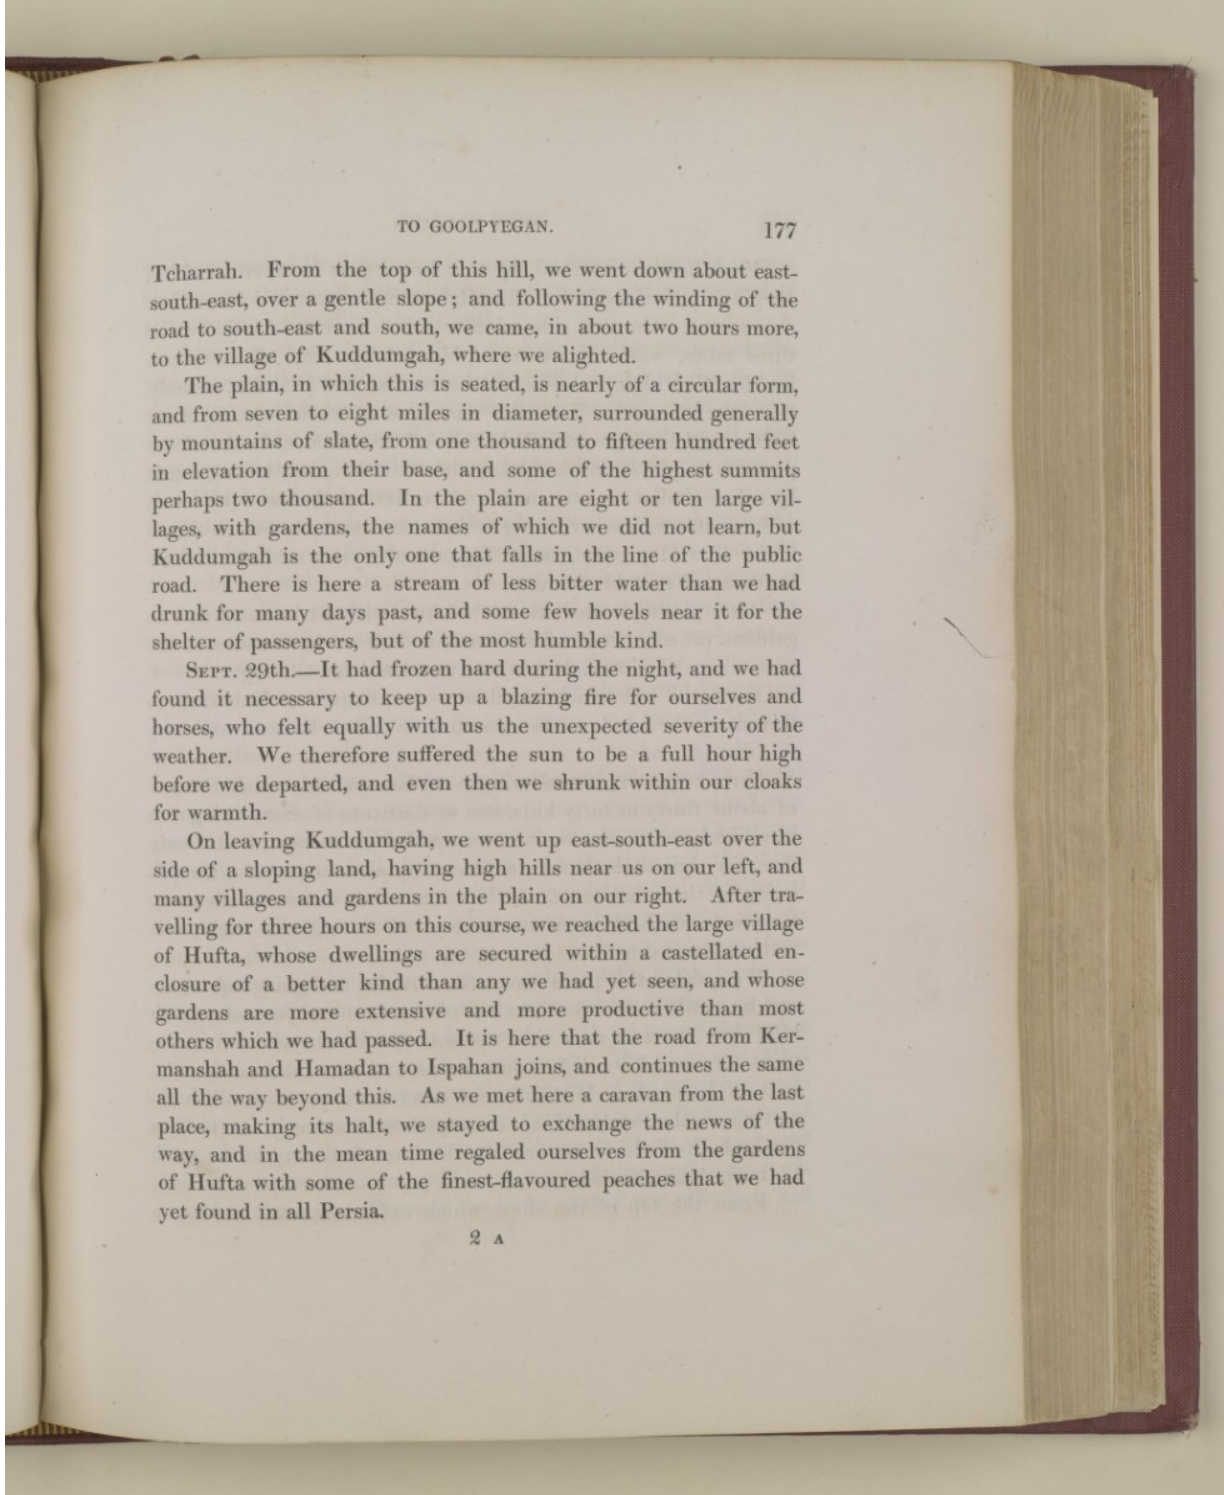 TO GOOLPYEGAN. 177
Tcharrah. From the top of this hill, we went down about east-
south-east, over a gentle slope; and following the winding of the
road to south-east and south, we came, in about two hours more,
to the village of Kuddumgah, where we alighted.
The plain, in which this is seated, is nearly of a circular form,
and from seven to eight miles in diameter, surrounded generally
by mountains of slate, from one thousand to fifteen hundred feet
in elevation from their base, and some of the highest summits
perhaps two thousand. In the plain are eight or ten large vil-
lages, with gardens, the names of which we did not learn, but
Kuddumgah is the only one that falls in the line of the public
road. There is here a stream of less bitter water than we had
drunk for many days past, and some few hovels near it for the
shelter of passengers, but of the most humble kind.
SEPT. 29th.—It had frozen hard during the night, and we had
found it necessary to keep up a blazing fire for ourselves and
horses, who felt equally with us the unexpected severity of the
weather. We therefore suffered the sun to be a full hour high
before we departed, and even then we shrunk within our cloaks
for warmth.
On leaving Kuddumgah, we went up east-south-east over the
side of a sloping land, having high hills near us on our left, and
many villages and gardens in the plain on our right. After tra-
velling for three hours on this course, we reached the large village
of Hufta, whose dwellings are secured within a castellated en-
closure of a better kind than any we had yet seen, and whose
gardens are more extensive and more productive than most
others which we had passed. It is here that the road from Ker-
manshah and Hamadan to Ispahan joins, and continues the same
all the way beyond this. As we met here a caravan from the last
place, making its halt, we stayed to exchange the news of the
way, and in the mean time regaled ourselves from the gardens
of Hufta with some of the finest-flavoured peaches that we had
yet found in all Persia.
2 A